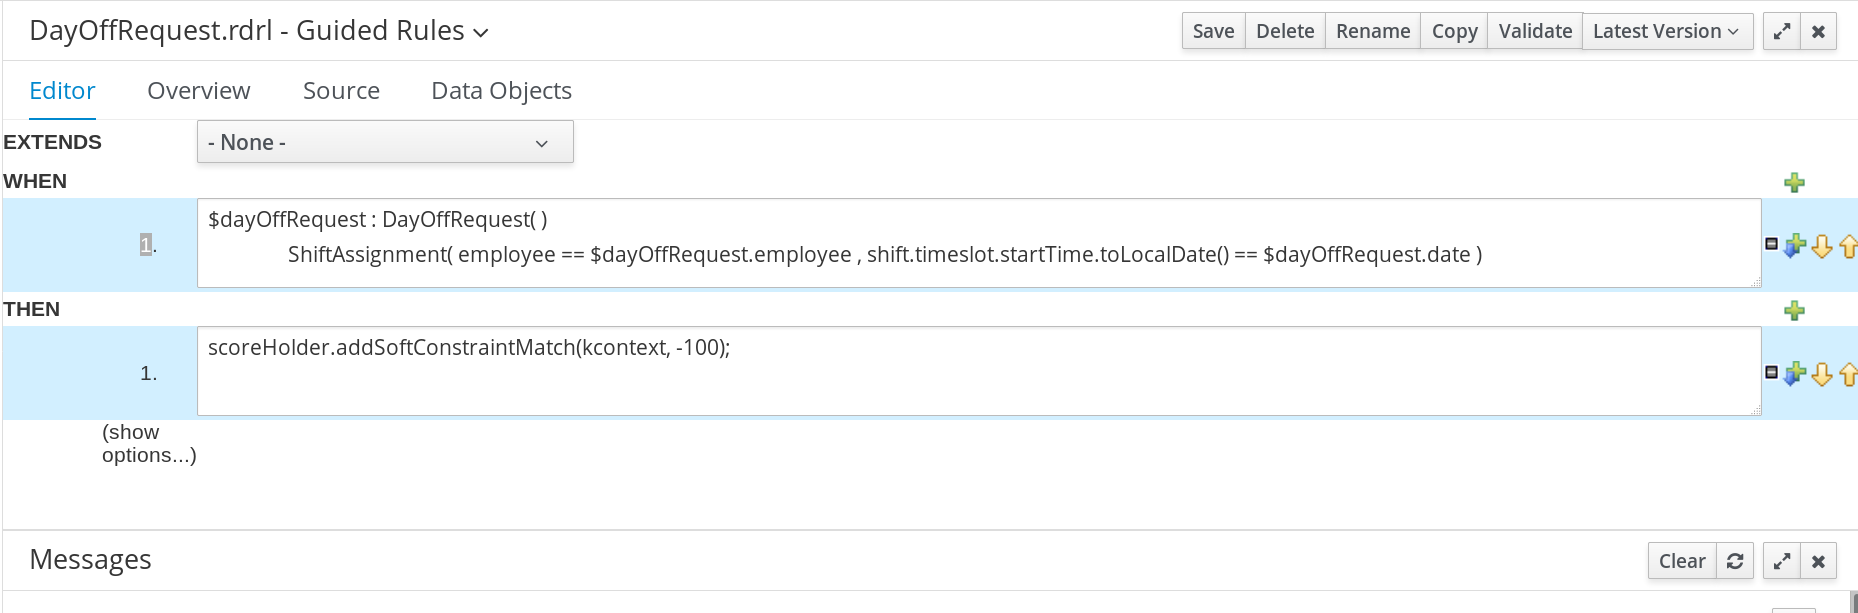 DayOffRequest.rdrl - Guided Rules
Save Delete Rename Copy Validate Latest Version
Editor Overview Source Data Objects
EXTENDS - None -
WHEN
1. $dayOffRequest : DayOffRequest( )
ShiftAssignment( employee == $dayOffRequest.employee , shift.timeslot.startTime.toLocalDate() == $dayOffRequest.date )
THEN
1. scoreHolder.addSoftConstraintMatch(kcontext, -100);
(show
options...)
Messages Clear